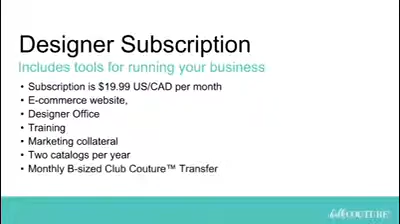 Designer Subscription
Includes tools for running your business
• Subscription is $19.99 US/CAD per month
• E-commerce website,
• Designer Office
• Training
• Marketing collateral
• Two catalogs per year
• Monthly B-sized Club Couture™ Transfer
COUTURE